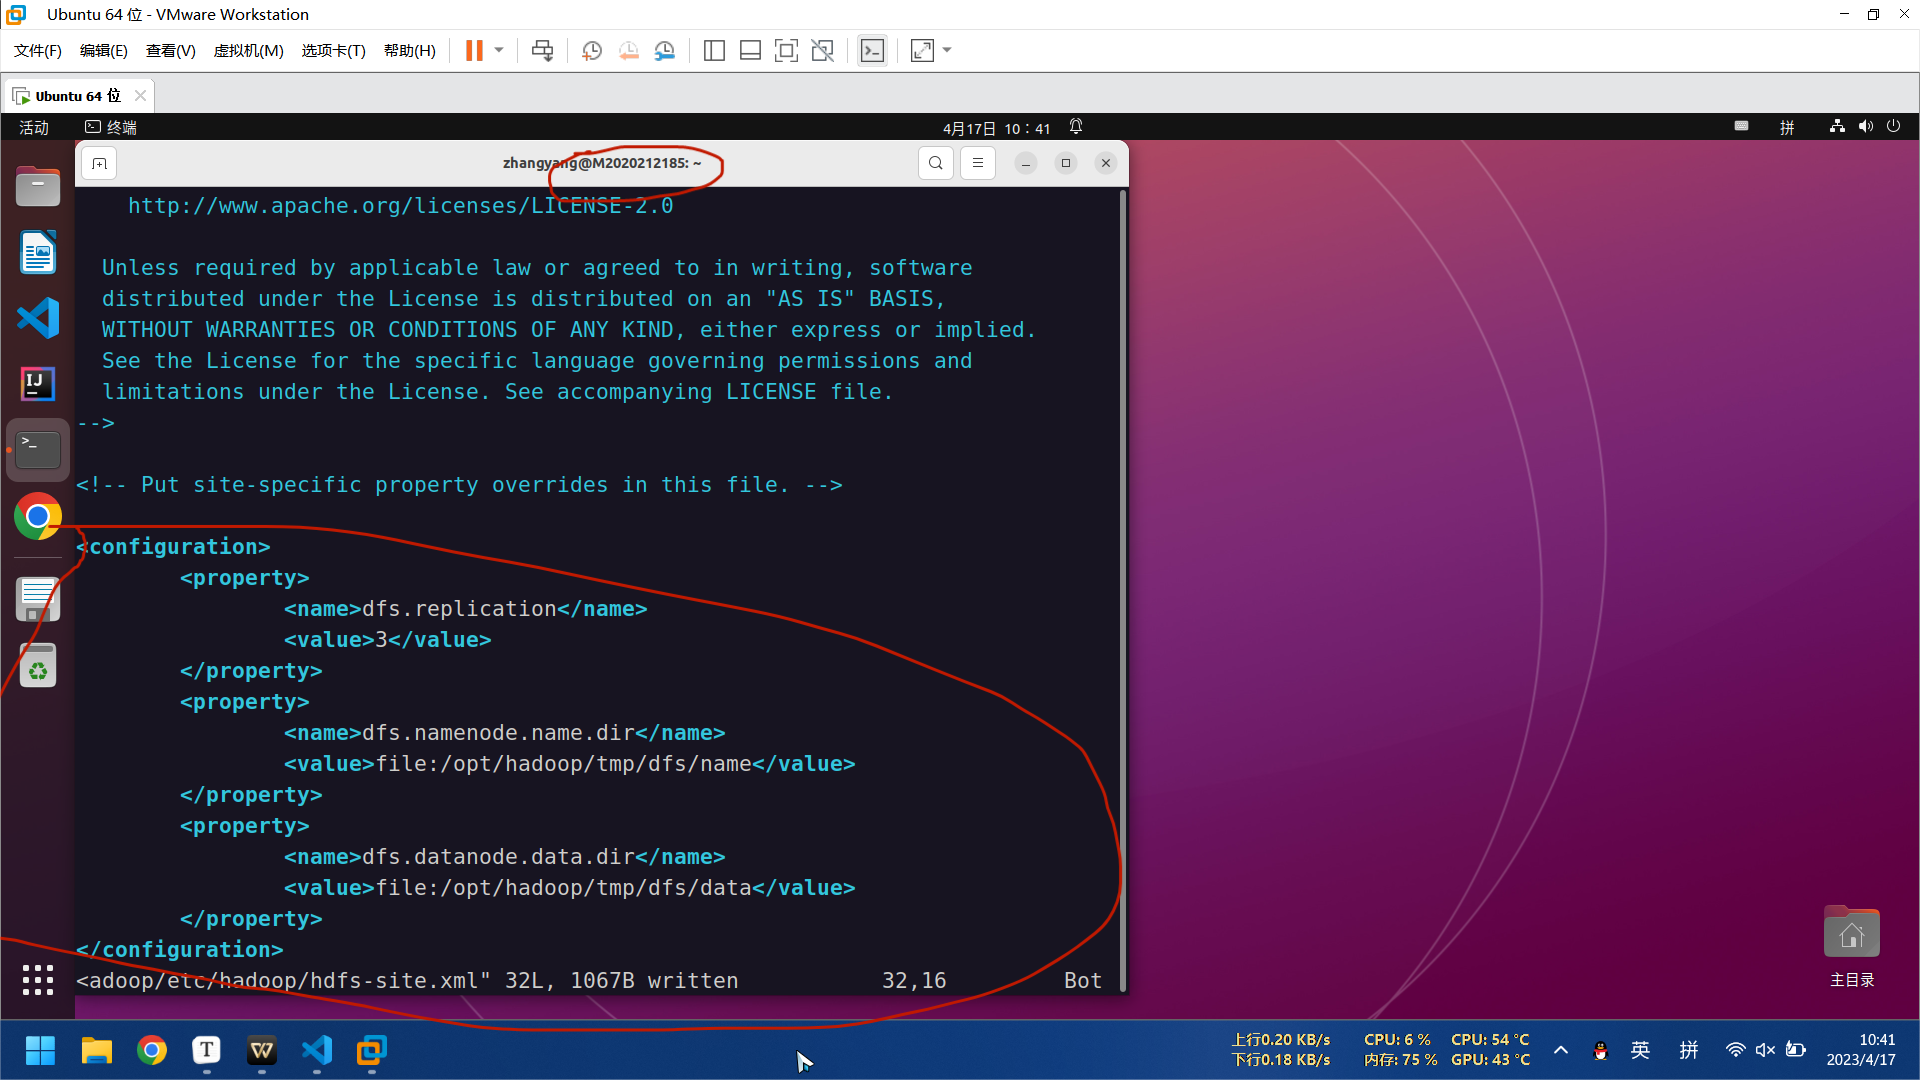 Ubuntu 64 位 - VMware Workstation
文件(F) 编辑(E) 查看(V) 虚拟机(M) 选项卡(T) 帮助(H)
Ubuntu 64 位
活动 终端 4月17日 10：41 拼
zhangyang@M2020212185: ~
http://www.apache.org/licenses/LICENSE-2.0
Unless required by applicable law or agreed to in writing, software
distributed under the License is distributed on an "AS IS" BASIS,
WITHOUT WARRANTIES OR CONDITIONS OF ANY KIND, either express or implied.
See the License for the specific language governing permissions and
limitations under the License. See accompanying LICENSE file.
-->
<!-- Put site-specific property overrides in this file. -->
<configuration>
<property>
<name>dfs.replication</name>
<value>3</value>
</property>
<property>
<name>dfs.namenode.name.dir</name>
<value>file:/opt/hadoop/tmp/dfs/name</value>
</property>
<property>
<name>dfs.datanode.data.dir</name>
<value>file:/opt/hadoop/tmp/dfs/data</value>
</property>
</configuration>
<adoop/etc/hadoop/hdfs-site.xml" 32L, 1067B written 32,16 Bot
主目录
上行0.20 KB/s CPU: 6 % CPU: 54 °C
下行0.18 KB/s 内存: 75 % GPU: 43 °C
英 拼
10:41
2023/4/17